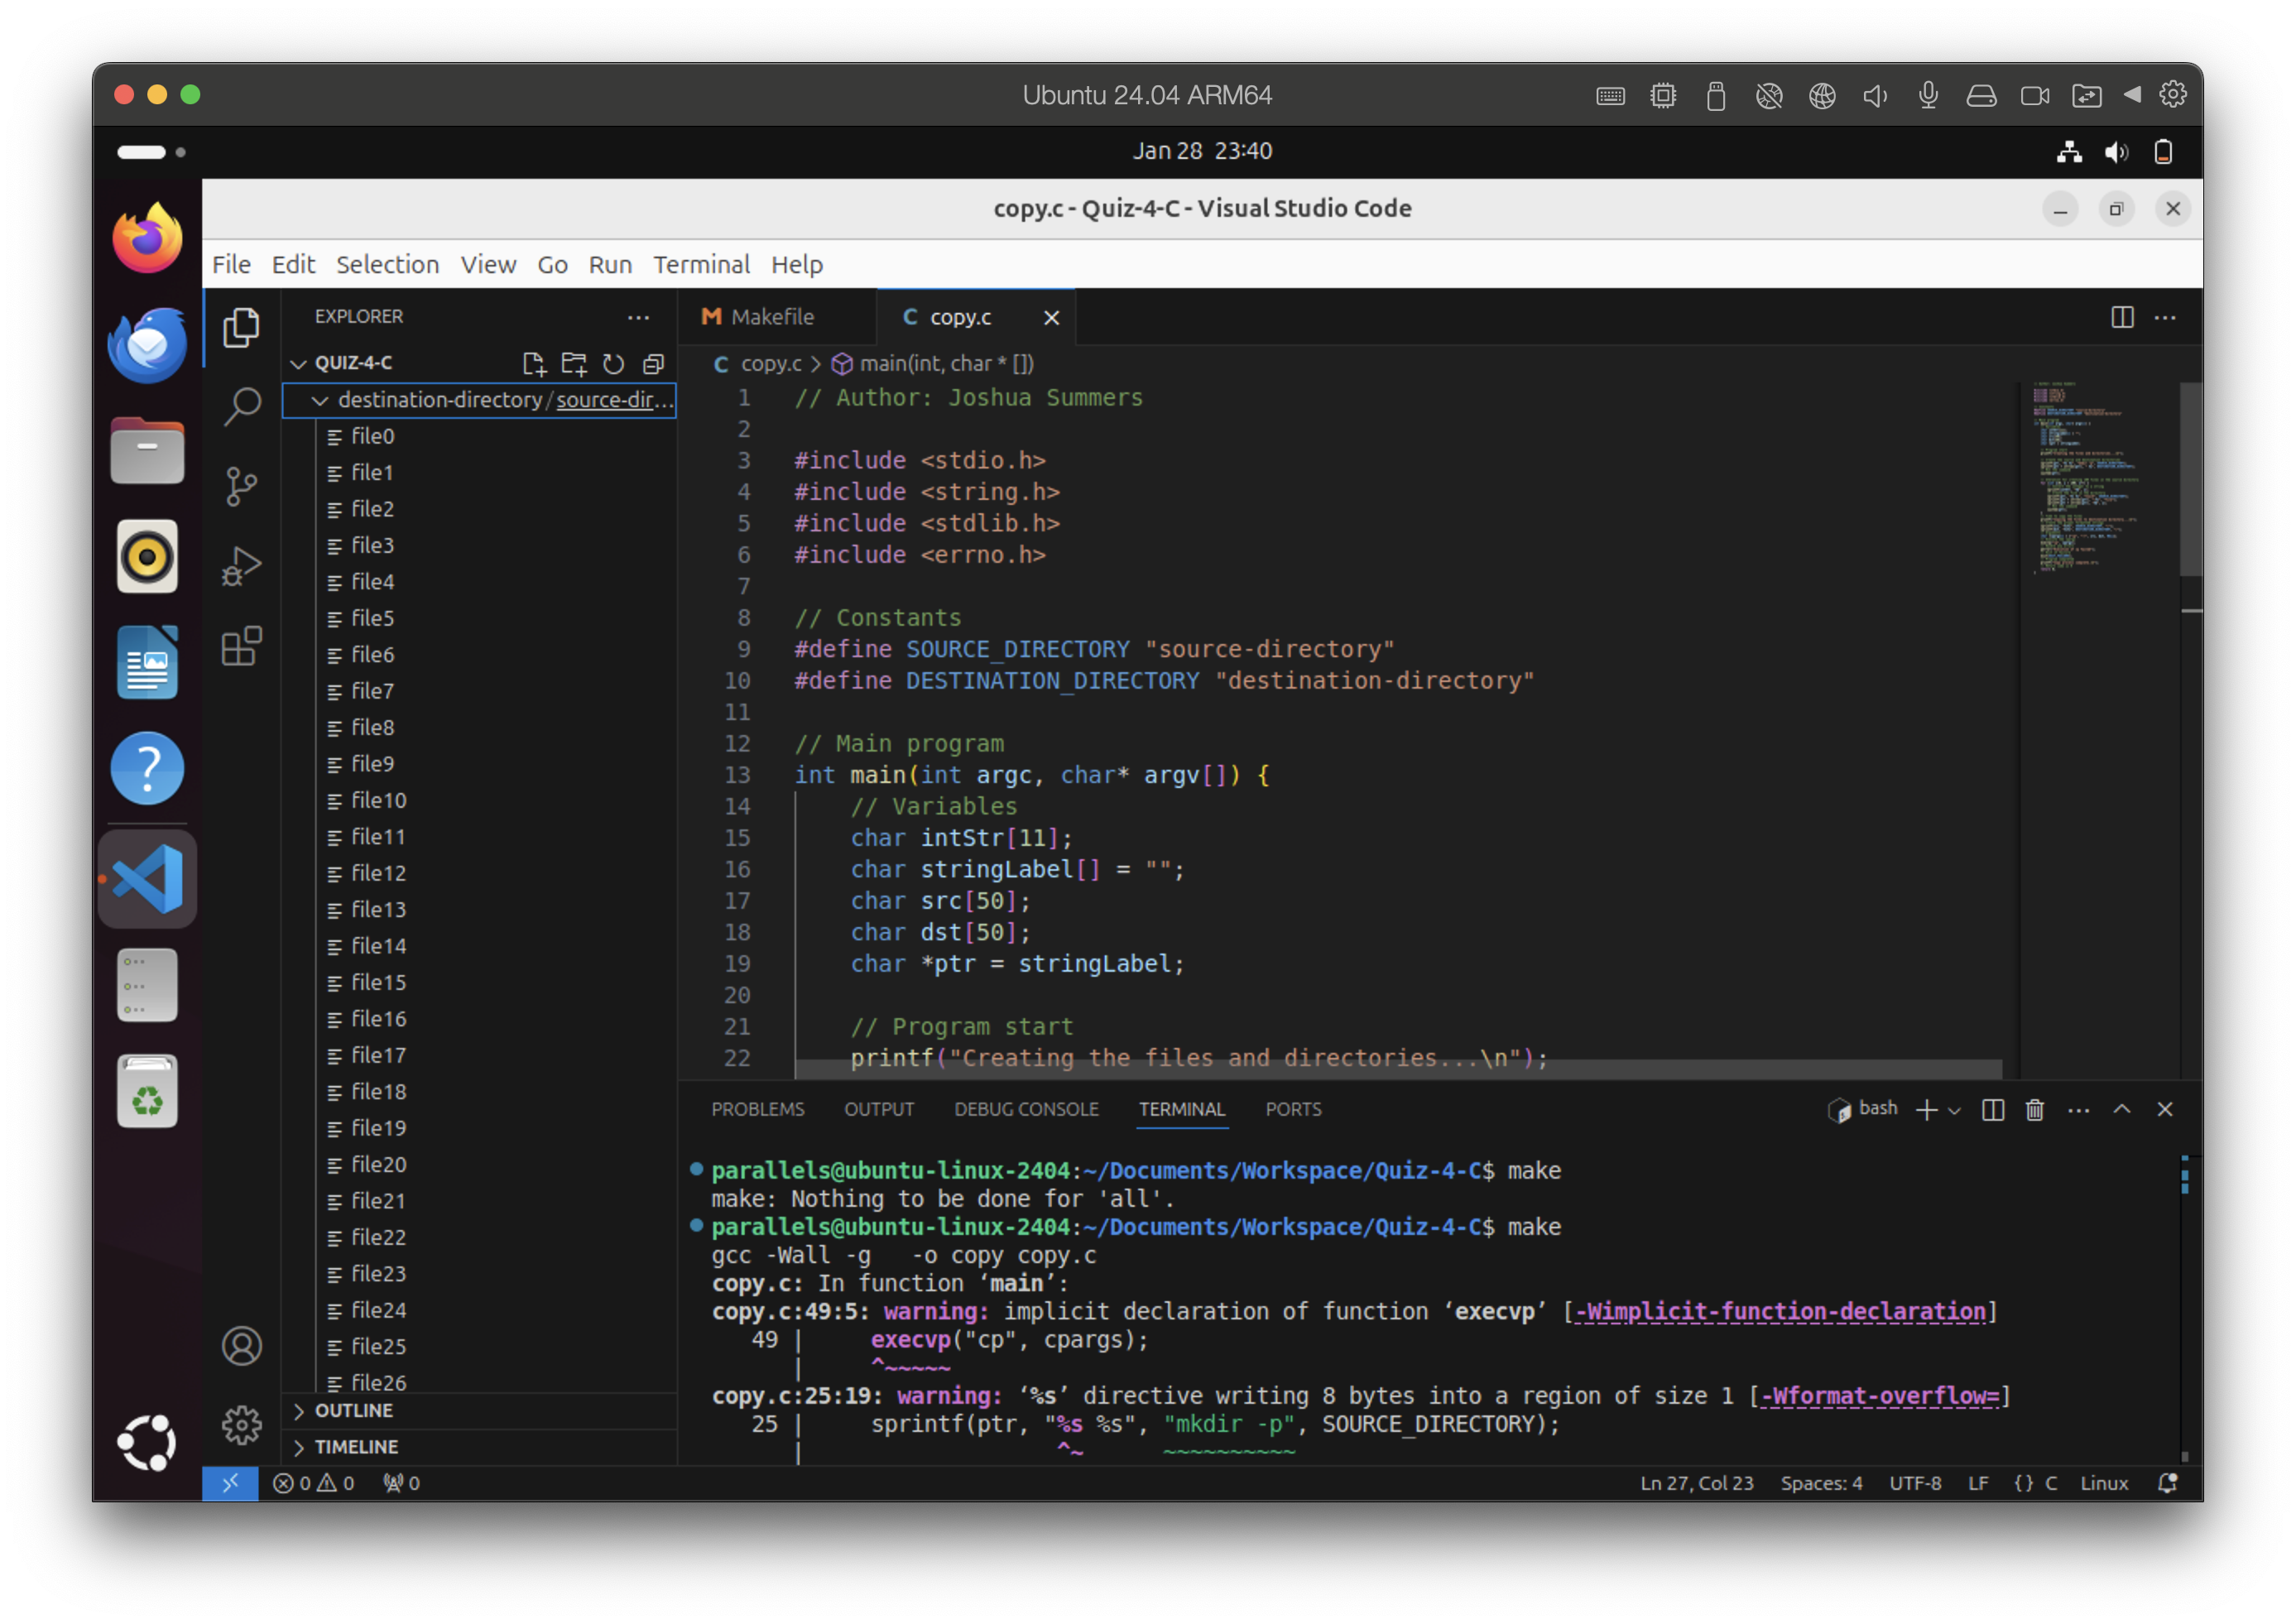 Ubuntu 24.04 ARM64
Jan 28 23:40
copy.c - Quiz-4-C - Visual Studio Code
File Edit Selection View Go Run Terminal Help
EXPLORER
QUIZ-4-C
destination-directory/source-dir...
file0
file1
file2
file3
file4
file5
file6
file7
file8
file9
file10
file11
file12
file13
file14
file15
file16
file17
file18
file19
file20
file21
file22
file23
file24
file25
file26
OUTLINE
TIMELINE
M Makefile
C copy.c
C copy.c > main(int, char * [])
1 // Author: Joshua Summers
2
3 #include <stdio.h>
4 #include <string.h>
5 #include <stdlib.h>
6 #include <errno.h>
7
8 // Constants
9 #define SOURCE_DIRECTORY "source-directory"
10 #define DESTINATION_DIRECTORY "destination-directory"
11
12 // Main program
13 int main(int argc, char* argv[]) {
14 // Variables
15 char intStr[11];
16 char stringLabel[] = "";
17 char src[50];
18 char dst[50];
19 char *ptr = stringLabel;
20
21 // Program start
22 printf("Creating the files and directories...\n");
PROBLEMS OUTPUT DEBUG CONSOLE TERMINAL PORTS
bash
parallels@ubuntu-linux-2404:~/Documents/Workspace/Quiz-4-C$ make
make: Nothing to be done for 'all'.
parallels@ubuntu-linux-2404:~/Documents/Workspace/Quiz-4-C$ make
gcc -Wall -g   -o copy copy.c
copy.c: In function ‘main’:
copy.c:49:5: warning: implicit declaration of function ‘execvp’ [-Wimplicit-function-declaration]
49 | execvp("cp", cpargs);
| ^~~~~~
copy.c:25:19: warning: ‘%s’ directive writing 8 bytes into a region of size 1 [-Wformat-overflow=]
25 | sprintf(ptr, "%s %s", "mkdir -p", SOURCE_DIRECTORY);
| ^~ ~~~~~~~~~~
0 0 0
Ln 27, Col 23 Spaces: 4 UTF-8 LF {} C Linux